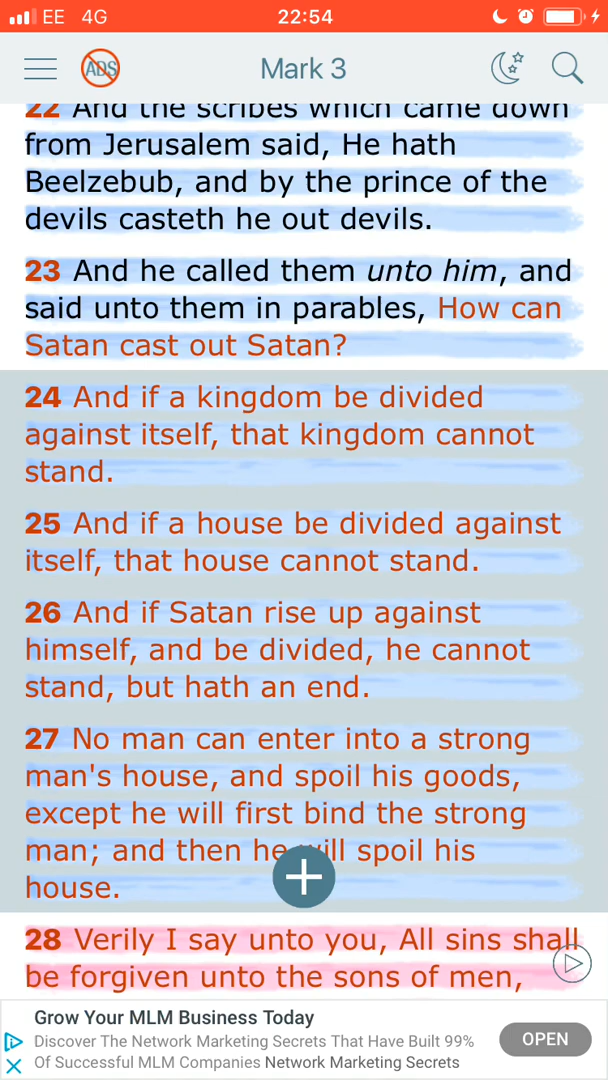 EE 4G 22:54
ADS Mark 3
22 And the scribes which came down
from Jerusalem said, He hath
Beelzebub, and by the prince of the
devils casteth he out devils.
23 And he called them unto him, and
said unto them in parables, How can
Satan cast out Satan?
24 And if a kingdom be divided
against itself, that kingdom cannot
stand.
25 And if a house be divided against
itself, that house cannot stand.
26 And if Satan rise up against
himself, and be divided, he cannot
stand, but hath an end.
27 No man can enter into a strong
man's house, and spoil his goods,
except he will first bind the strong
man; and then he will spoil his
house.
28 Verily I say unto you, All sins shall
be forgiven unto the sons of men,
Grow Your MLM Business Today
Discover The Network Marketing Secrets That Have Built 99%
Of Successful MLM Companies Network Marketing Secrets
OPEN